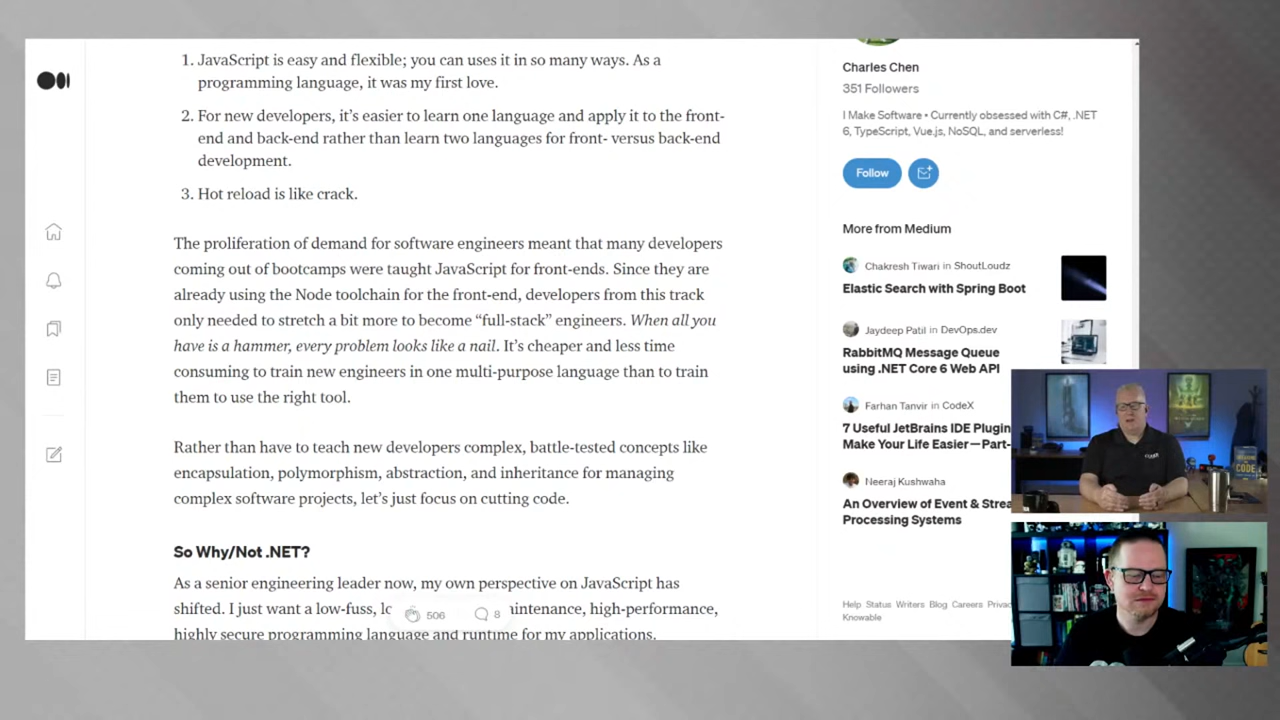 1. JavaScript is easy and flexible; you can uses it in so many ways. As a
programming language, it was my first love.
2. For new developers, it's easier to learn one language and apply it to the front-
end and back-end rather than learn two languages for front- versus back-end
development.
3. Hot reload is like crack.
The proliferation of demand for software engineers meant that many developers
coming out of bootcamps were taught JavaScript for front-ends. Since they are
already using the Node toolchain for the front-end, developers from this track
only needed to stretch a bit more to become “full-stack” engineers. When all you
have is a hammer, every problem looks like a nail. It's cheaper and less time
consuming to train new engineers in one multi-purpose language than to train
them to use the right tool.
Rather than have to teach new developers complex, battle-tested concepts like
encapsulation, polymorphism, abstraction, and inheritance for managing
complex software projects, let's just focus on cutting code.
So Why/Not .NET?
As a senior engineering leader now, my own perspective on JavaScript has
shifted. I just want a low-fuss, lo
intenance, high-performance,
highly secure programming language and runtime for my applications.
506
8
Charles Chen
351 Followers
I Make Software • Currently obsessed with C#, .NET
6, TypeScript, Vue.js, NoSQL, and serverless!
Follow
More from Medium
Chakresh Tiwari in ShoutLoudz
Elastic Search with Spring Boot
Jaydeep Patil in DevOps.dev
RabbitMQ Message Queue
using .NET Core 6 Web API
Farhan Tanvir in CodeX
7 Useful JetBrains IDE Plugin
Make Your Life Easier — Part-
Neeraj Kushwaha
An Overview of Event & Strea
Processing Systems
Help Status Writers Blog Careers Privac
Knowable
CODE